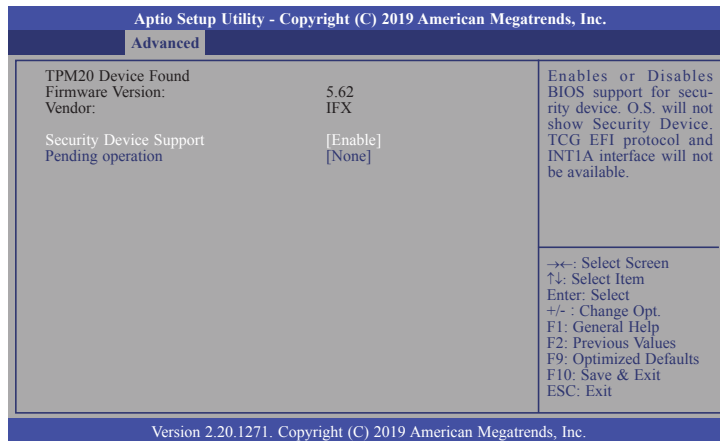 Aptio Setup Utility - Copyright (C) 2019 American Megatrends, Inc.
Advanced
TPM20 Device Found
Firmware Version: 5.62
Vendor: IFX
Security Device Support [Enable]
Pending operation [None]
Enables or Disables
BIOS support for secu-
rity device. O.S. will not
show Security Device.
TCG EFI protocol and
INT1A interface will not
be available.
→←: Select Screen
↑↓: Select Item
Enter: Select
+/- : Change Opt.
F1: General Help
F2: Previous Values
F9: Optimized Defaults
F10: Save & Exit
ESC: Exit
Version 2.20.1271. Copyright (C) 2019 American Megatrends, Inc.